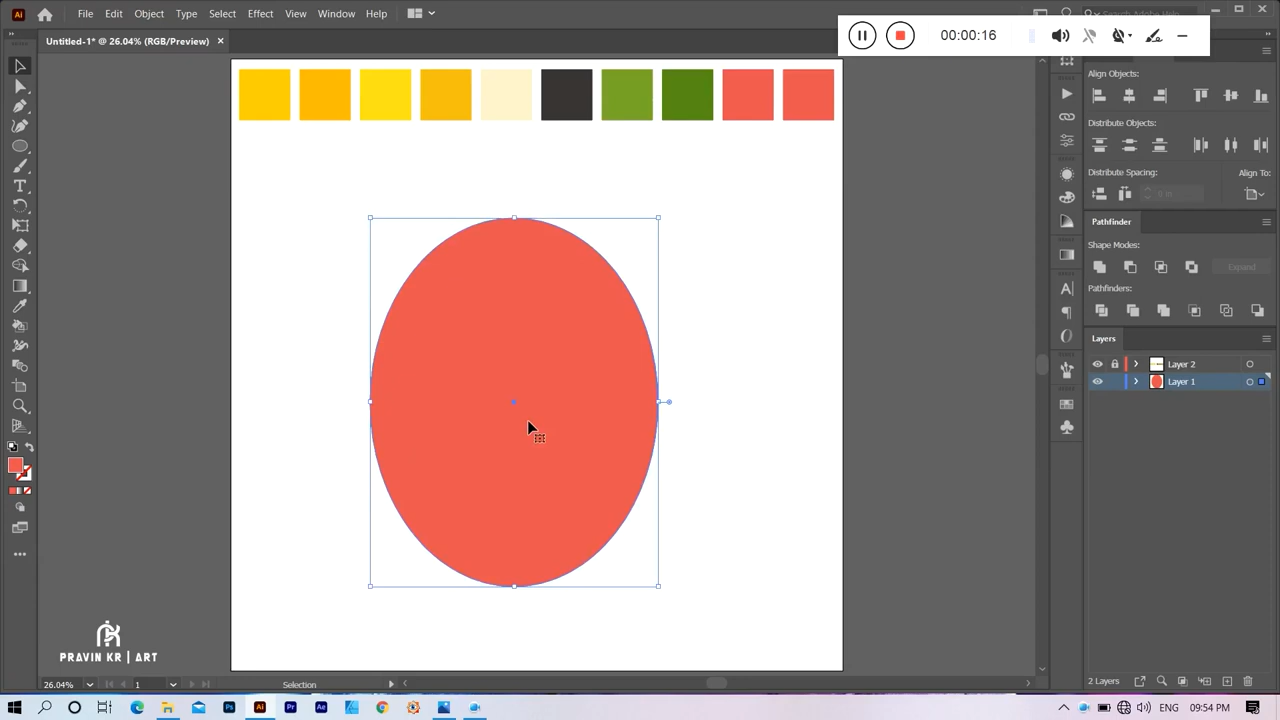 File Edit Object Type Select Effect View Window Help
Untitled-1* @ 26.04% (RGB/Preview) ×
00:00:16
Align Objects:
Distribute Objects:
Distribute Spacing: Align To:
0 in
Pathfinder
Shape Modes:
Expand
Pathfinders:
Layers
Layer 2
Layer 1
2 Layers
PRAVIN KR | ART
26.04% 1 Selection
ENG 09:54 PM